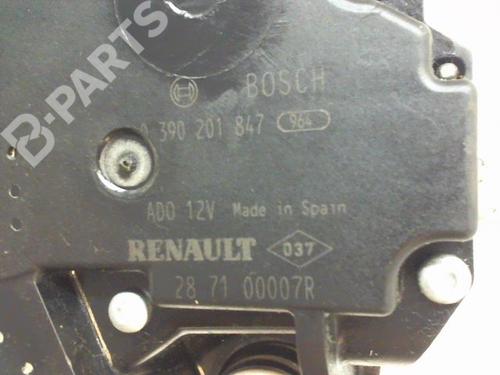 B-PARTS
BOSCH
0 390 201 847 964
ADO 12V Made in Spain
RENAULT 037
28 71 00007R